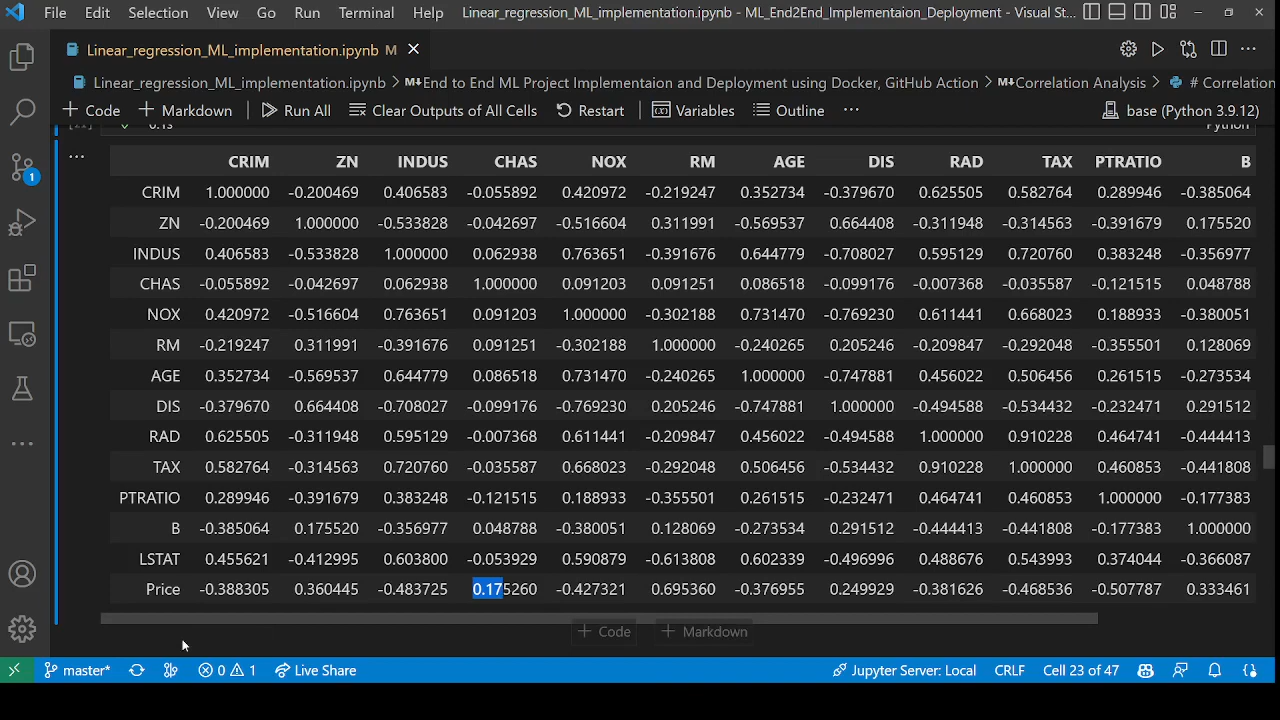 File Edit Selection View Go Run Terminal Help Linear_regression_ML_implementation.ipynb - ML_End2End_Implementaion_Deployment - Visual St...
Linear_regression_ML_implementation.ipynb M
Linear_regression_ML_implementation.ipynb > M↓End to End ML Project Implementaion and Deployment using Docker, GitHub Action > M↓Correlation Analysis > # Correlation
+ Code + Markdown Run All Clear Outputs of All Cells Restart Variables Outline ... base (Python 3.9.12)
0.1s Python
CRIM ZN INDUS CHAS NOX RM AGE DIS RAD TAX PTRATIO B
CRIM 1.000000 -0.200469 0.406583 -0.055892 0.420972 -0.219247 0.352734 -0.379670 0.625505 0.582764 0.289946 -0.385064
ZN -0.200469 1.000000 -0.533828 -0.042697 -0.516604 0.311991 -0.569537 0.664408 -0.311948 -0.314563 -0.391679 0.175520
INDUS 0.406583 -0.533828 1.000000 0.062938 0.763651 -0.391676 0.644779 -0.708027 0.595129 0.720760 0.383248 -0.356977
CHAS -0.055892 -0.042697 0.062938 1.000000 0.091203 0.091251 0.086518 -0.099176 -0.007368 -0.035587 -0.121515 0.048788
NOX 0.420972 -0.516604 0.763651 0.091203 1.000000 -0.302188 0.731470 -0.769230 0.611441 0.668023 0.188933 -0.380051
RM -0.219247 0.311991 -0.391676 0.091251 -0.302188 1.000000 -0.240265 0.205246 -0.209847 -0.292048 -0.355501 0.128069
AGE 0.352734 -0.569537 0.644779 0.086518 0.731470 -0.240265 1.000000 -0.747881 0.456022 0.506456 0.261515 -0.273534
DIS -0.379670 0.664408 -0.708027 -0.099176 -0.769230 0.205246 -0.747881 1.000000 -0.494588 -0.534432 -0.232471 0.291512
RAD 0.625505 -0.311948 0.595129 -0.007368 0.611441 -0.209847 0.456022 -0.494588 1.000000 0.910228 0.464741 -0.444413
TAX 0.582764 -0.314563 0.720760 -0.035587 0.668023 -0.292048 0.506456 -0.534432 0.910228 1.000000 0.460853 -0.441808
PTRATIO 0.289946 -0.391679 0.383248 -0.121515 0.188933 -0.355501 0.261515 -0.232471 0.464741 0.460853 1.000000 -0.177383
B -0.385064 0.175520 -0.356977 0.048788 -0.380051 0.128069 -0.273534 0.291512 -0.444413 -0.441808 -0.177383 1.000000
LSTAT 0.455621 -0.412995 0.603800 -0.053929 0.590879 -0.613808 0.602339 -0.496996 0.488676 0.543993 0.374044 -0.366087
Price -0.388305 0.360445 -0.483725 0.175260 -0.427321 0.695360 -0.376955 0.249929 -0.381626 -0.468536 -0.507787 0.333461
+ Code + Markdown
1
master* 0 1 Live Share Jupyter Server: Local CRLF Cell 23 of 47